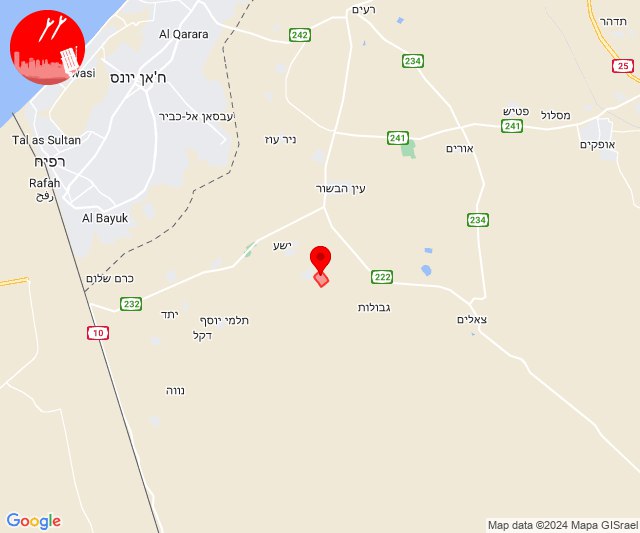 רעים
תדהר
Al Qarara
242
234
25
wasi
ח'אן יונס
פטיש
מסלול
עבסאן אל-כביר
241
Tal as Sultan
ניר עוז
241
אורים
אופקים
רפיח
Rafah
رفح
עין הבשור
Al Bayuk
234
ישע
כרם שלום
222
232
גבולות
יתד
תלמי יוסף
צאלים
10
דקל
נווה
Google
Map data ©2024 Mapa GISrael